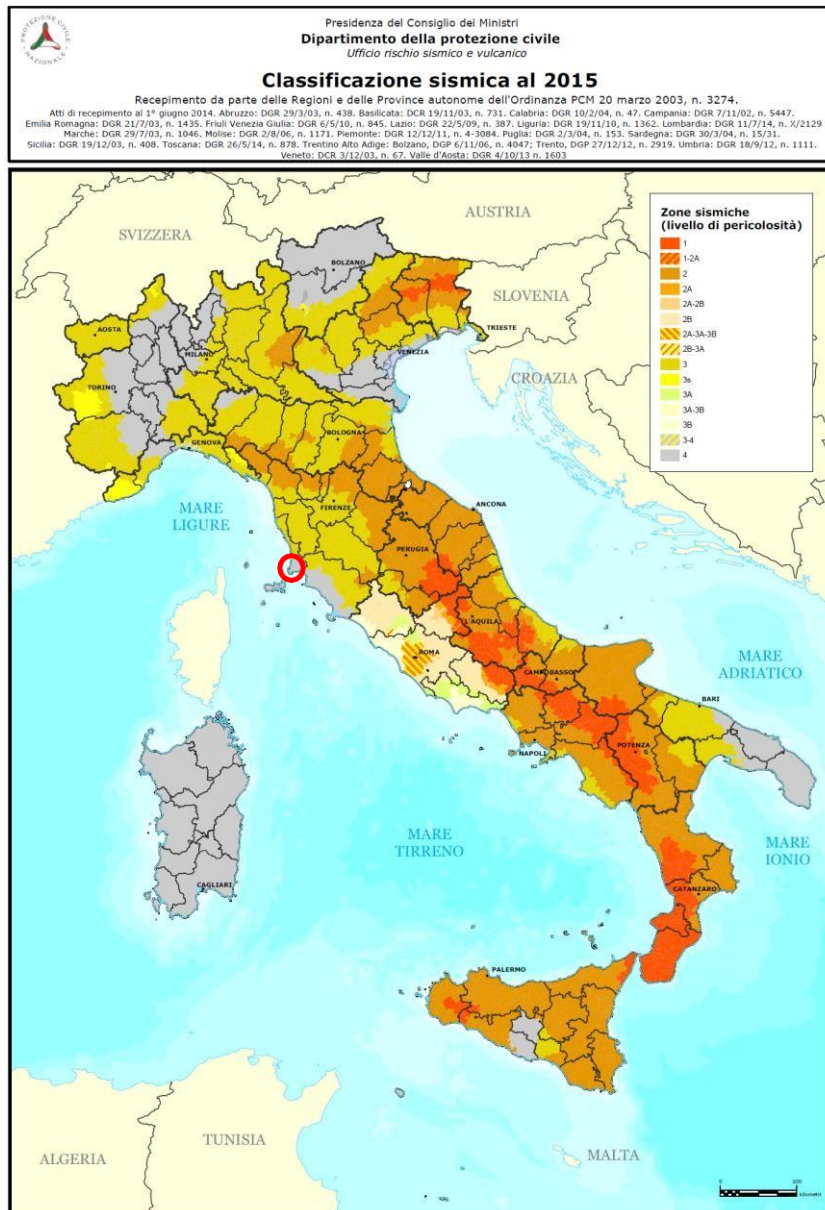 PROTEZIONE CIVILE
NAZIONALE
Presidenza del Consiglio dei Ministri
Dipartimento della protezione civile
Ufficio rischio sismico e vulcanico
Classificazione sismica al 2015
Recepimento da parte delle Regioni e delle Province autonome dell'Ordinanza PCM 20 marzo 2003, n. 3274.
Atti di recepimento al 1° giugno 2014. Abruzzo: DGR 29/3/03, n. 438. Basilicata: DCR 19/11/03, n. 731. Calabria: DGR 10/2/04, n. 47. Campania: DGR 7/11/02, n. 5447.
Emilia Romagna: DGR 21/7/03, n. 1435. Friuli Venezia Giulia: DGR 6/5/10, n. 845. Lazio: DGR 22/5/09, n. 387. Liguria: DGR 19/11/10, n. 1362. Lombardia: DGR 11/7/14, n. X/2129
Marche: DGR 29/7/03, n. 1046. Molise: DGR 2/8/06, n. 1171. Piemonte: DGR 12/12/11, n. 4-3084. Puglia: DGR 2/3/04, n. 153. Sardegna: DGR 30/3/04, n. 15/31.
Sicilia: DGR 19/12/03, n. 408. Toscana: DGR 26/5/14, n. 878. Trentino Alto Adige: Bolzano, DGP 6/11/06, n. 4047; Trento, DGP 27/12/12, n. 2919. Umbria: DGR 18/9/12, n. 1111.
Veneto: DCR 3/12/03, n. 67. Valle d'Aosta: DGR 4/10/13 n. 1603
AUSTRIA
SVIZZERA
Zone sismiche
(livello di pericolosità)
1
1-2A
2
2A
2A-2B
2B
2A-3A-3B
2B-3A
3
3s
3A
3A-3B
3B
3-4
4
BOLZANO
SLOVENIA
AOSTA
TRIESTE
MILANO
VENEZIA
CROAZIA
TORINO
BOLOGNA
GENOVA
MARE
LIGURE
FIRENZE
ANCONA
PERUGIA
L'AQUILA
ROMA
MARE
ADRIATICO
CAMPOBASSO
BARI
NAPOLI
POTENZA
MARE
TIRRENO
MARE
IONIO
CAGLIARI
CATANZARO
PALERMO
TUNISIA
ALGERIA
MALTA
0
100
kilometri